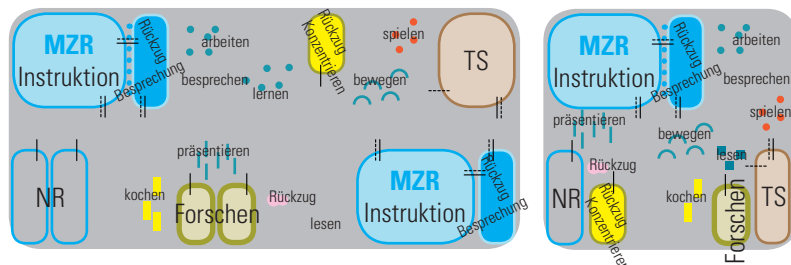 MZR
Instruktion
Rückzug
Besprechung
arbeiten
besprechen
lernen
Rückzug
Konzentrieren
spielen
bewegen
TS
NR
präsentieren
kochen
Forschen
Rückzug
lesen
MZR
Instruktion
Rückzug
Besprechung
MZR
Instruktion
Rückzug
Besprechung
arbeiten
besprechen
spielen
präsentieren
bewegen
lesen
Rückzug
NR
Rückzug
Konzentrieren
kochen
Forschen
TS